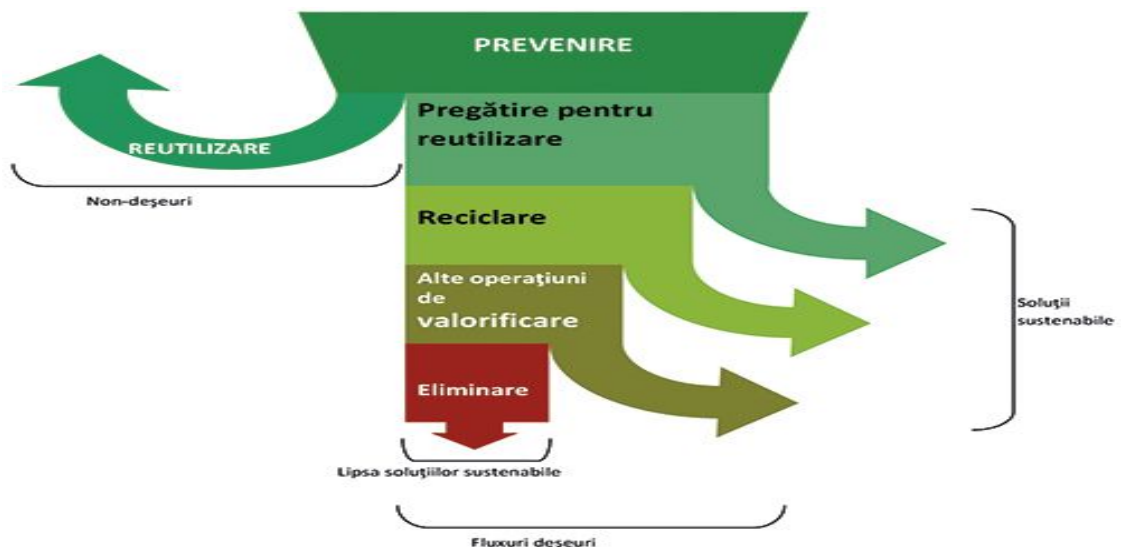 PREVENIRE
Pregătire pentru
reutilizare
REUTILIZARE
Non-deşeuri
Reciclare
Alte operaţiuni
de
valorificare
Soluţii
sustenabile
Eliminare
Lipsa soluţiilor sustenabile
Fluxuri deşeuri